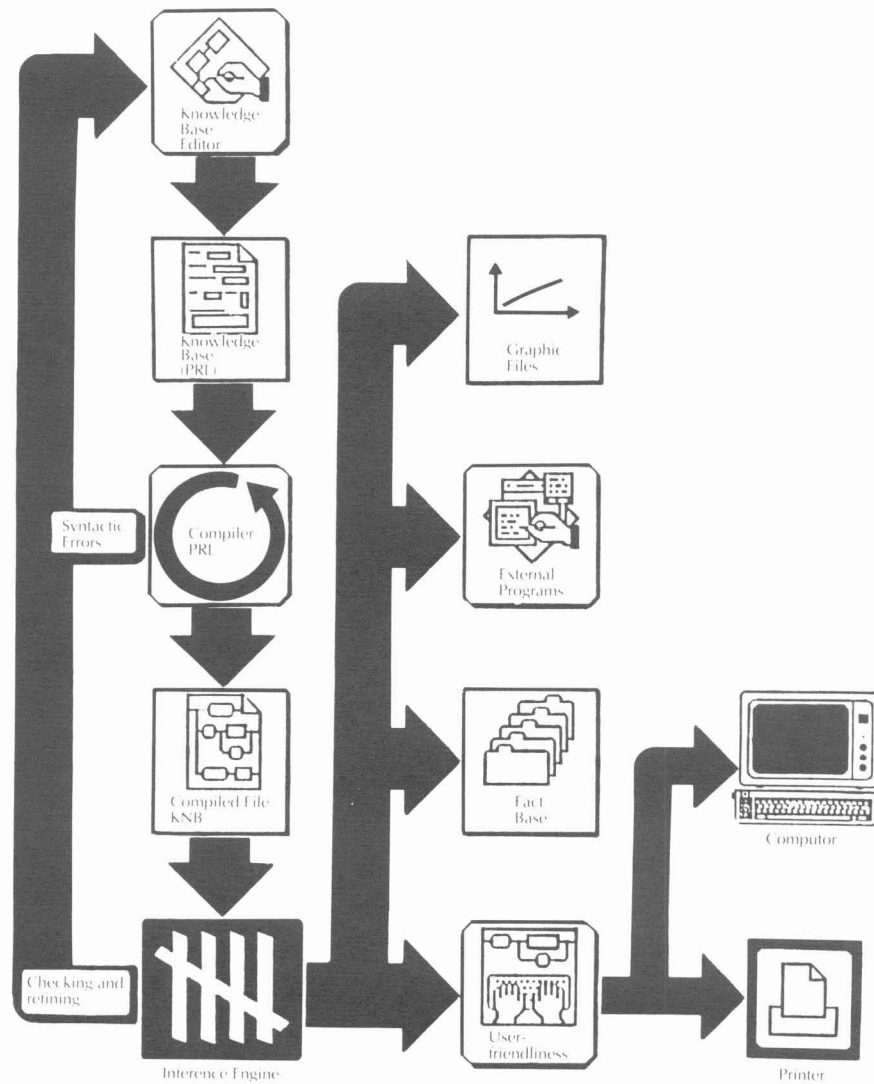 Knowledge
Base
Editor
Knowledge
Base
(PRL)
Graphic
Files
Syntactic
Errors
Compiler
PRL
External
Programs
Compiled File
KNB
Fact
Base
Computor
Checking and
refining
Inference Engine
User-
friendliness
Printer